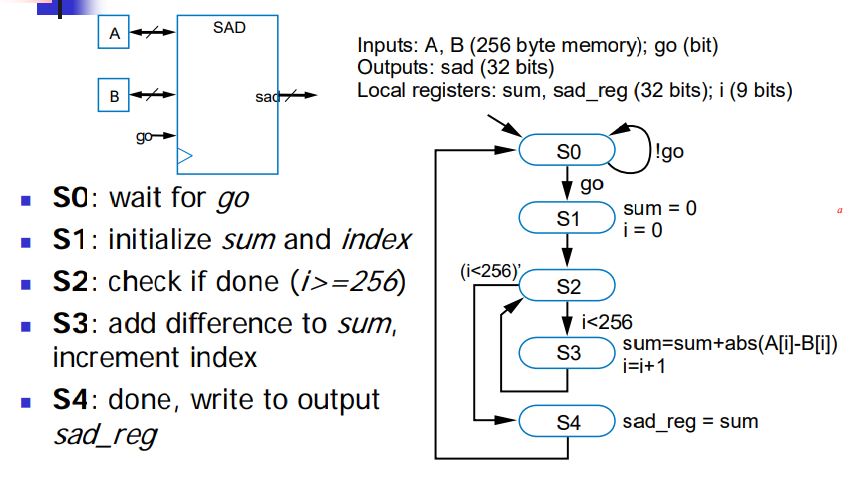 SAD
A
B
sad
go
Inputs: A, B (256 byte memory); go (bit)
Outputs: sad (32 bits)
Local registers: sum, sad_reg (32 bits); i (9 bits)
S0
!go
go
S1
sum = 0
i = 0
(i<256)'
S2
i<256
S3
sum=sum+abs(A[i]-B[i])
i=i+1
S4
sad_reg = sum
S0: wait for go
S1: initialize sum and index
S2: check if done (i>=256)
S3: add difference to sum,
increment index
S4: done, write to output
sad_reg
a